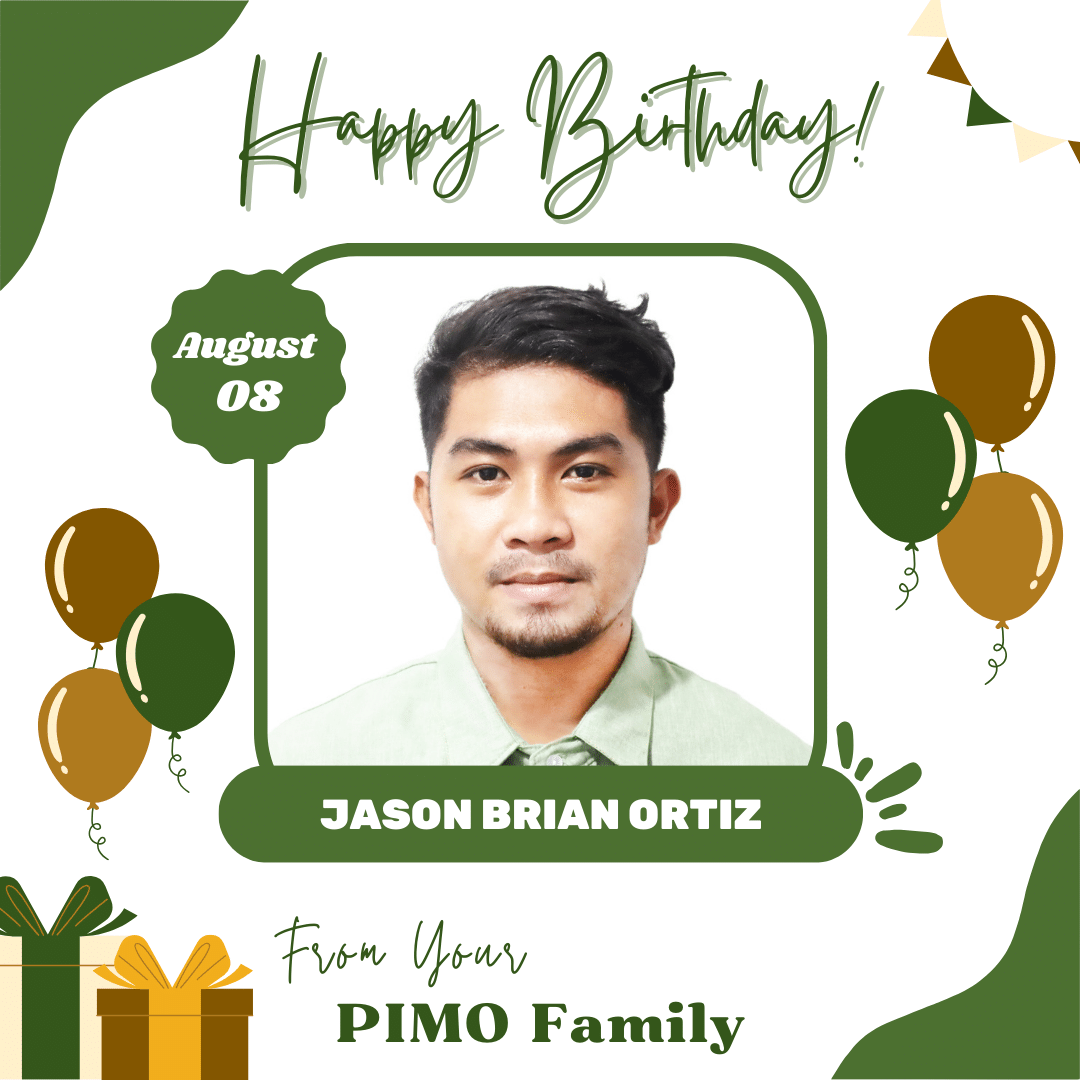 Happy Birthday!
August
08
JASON BRIAN ORTIZ
From Your
PIMO Family